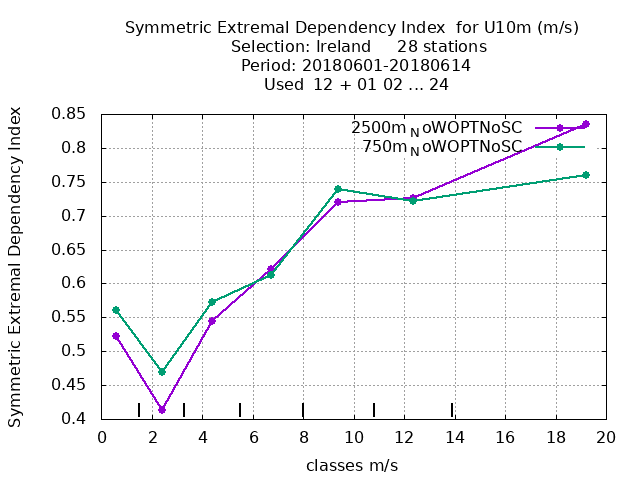 Symmetric Extremal Dependency Index for U10m (m/s)
Selection: Ireland 28 stations
Period: 20180601-20180614
Used 12 + 01 02 ... 24
Symmetric Extremal Dependency Index
0.85
0.8
0.75
0.7
0.65
0.6
0.55
0.5
0.45
0.4
2500m_NoWOPTNoSC
750m_NoWOPTNoSC
0 2 4 6 8 10 12 14 16 18 20
classes m/s